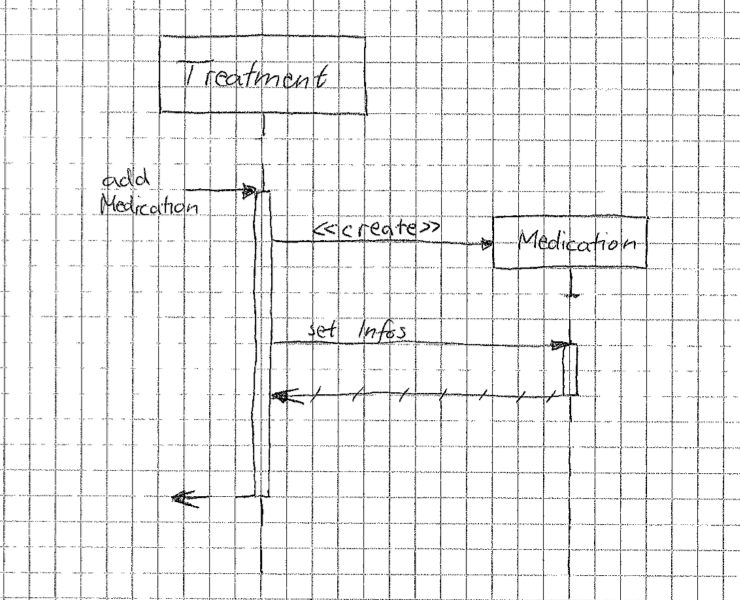 Treatment
add
Medication
<<create>>
Medication
set Infos